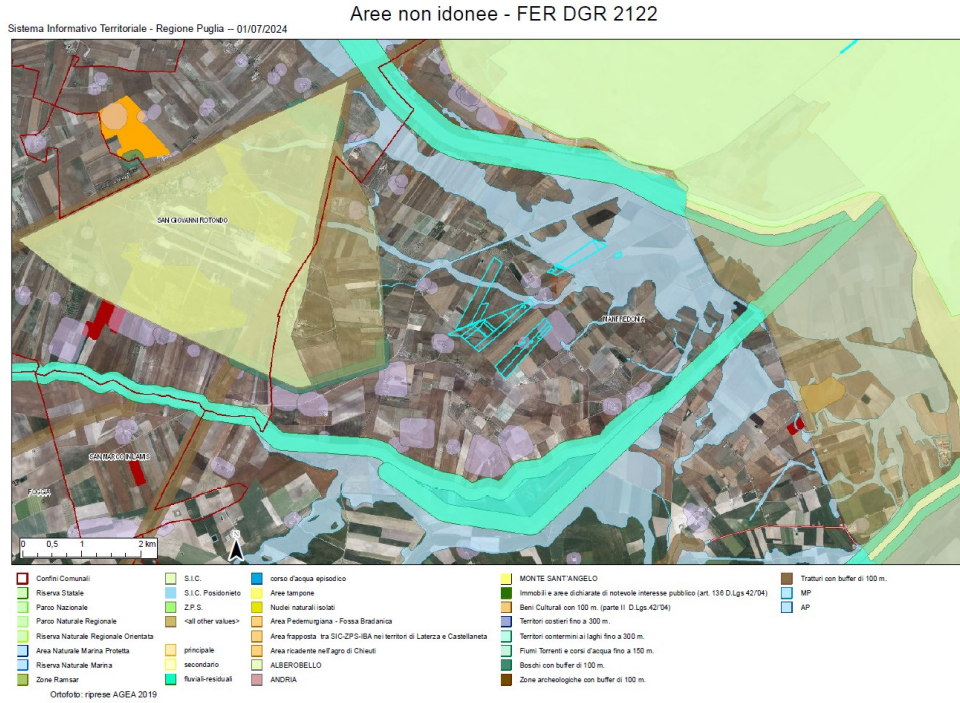 Aree non idonee - FER DGR 2122
Sistema Informativo Territoriale - Regione Puglia -- 01/07/2024
SAN GIOVANNI ROTONDO
MANFREDONIA
SAN MARCO IN LAMIS
FOGGIA
0 0,5 1 2 km
Confini Comunali
Riserva Statale
Parco Nazionale
Parco Naturale Regionale
Riserva Naturale Regionale Orientata
Area Naturale Marina Protetta
Riserva Naturale Marina
Zone Ramsar
S.I.C.
S.I.C. Posidonieto
Z.P.S.
<all other values>
principale
secondario
fluviali-residuali
corso d'acqua episodico
Aree tampone
Nuclei naturali isolati
Area Pedemurgiana - Fossa Bradanica
Area frapposta tra SIC-ZPS-IBA nei territori di Laterza e Castellaneta
Area ricadente nell'agro di Chieuti
ALBEROBELLO
ANDRIA
MONTE SANT'ANGELO
Immobili e aree dichiarate di notevole interesse pubblico (art. 136 D.Lgs 42/'04)
Beni Culturali con 100 m. (parte II D.Lgs.42/'04)
Territori costieri fino a 300 m.
Territori contermini ai laghi fino a 300 m.
Fiumi Torrenti e corsi d'acqua fino a 150 m.
Boschi con buffer di 100 m.
Zone archeologiche con buffer di 100 m.
Tratturi con buffer di 100 m.
MP
AP
Ortofoto: riprese AGEA 2019